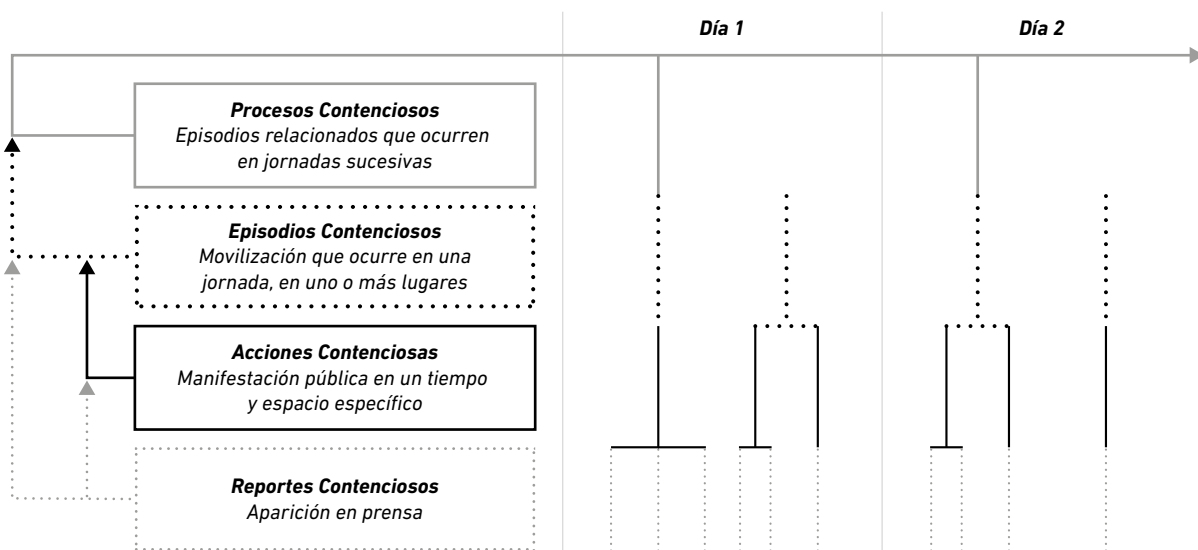 Día 1
Día 2
Procesos Contenciosos
Episodios relacionados que ocurren
en jornadas sucesivas
Episodios Contenciosos
Movilización que ocurre en una
jornada, en uno o más lugares
Acciones Contenciosas
Manifestación pública en un tiempo
y espacio específico
Reportes Contenciosos
Aparición en prensa